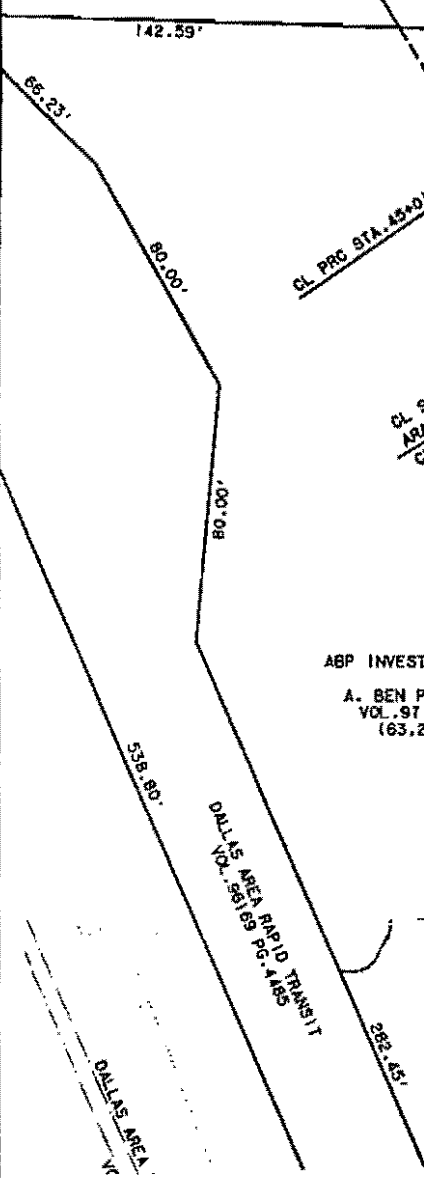 142.59'
66.23'
80.00'
CL PRC STA.45+0
CL
80.00'
ABP INVEST
A. BEN P
VOL.97
(63,2
538.80'
DALLAS AREA RAPID TRANSIT
VOL.96169 PG.4485
282.45'
DALLAS AREA